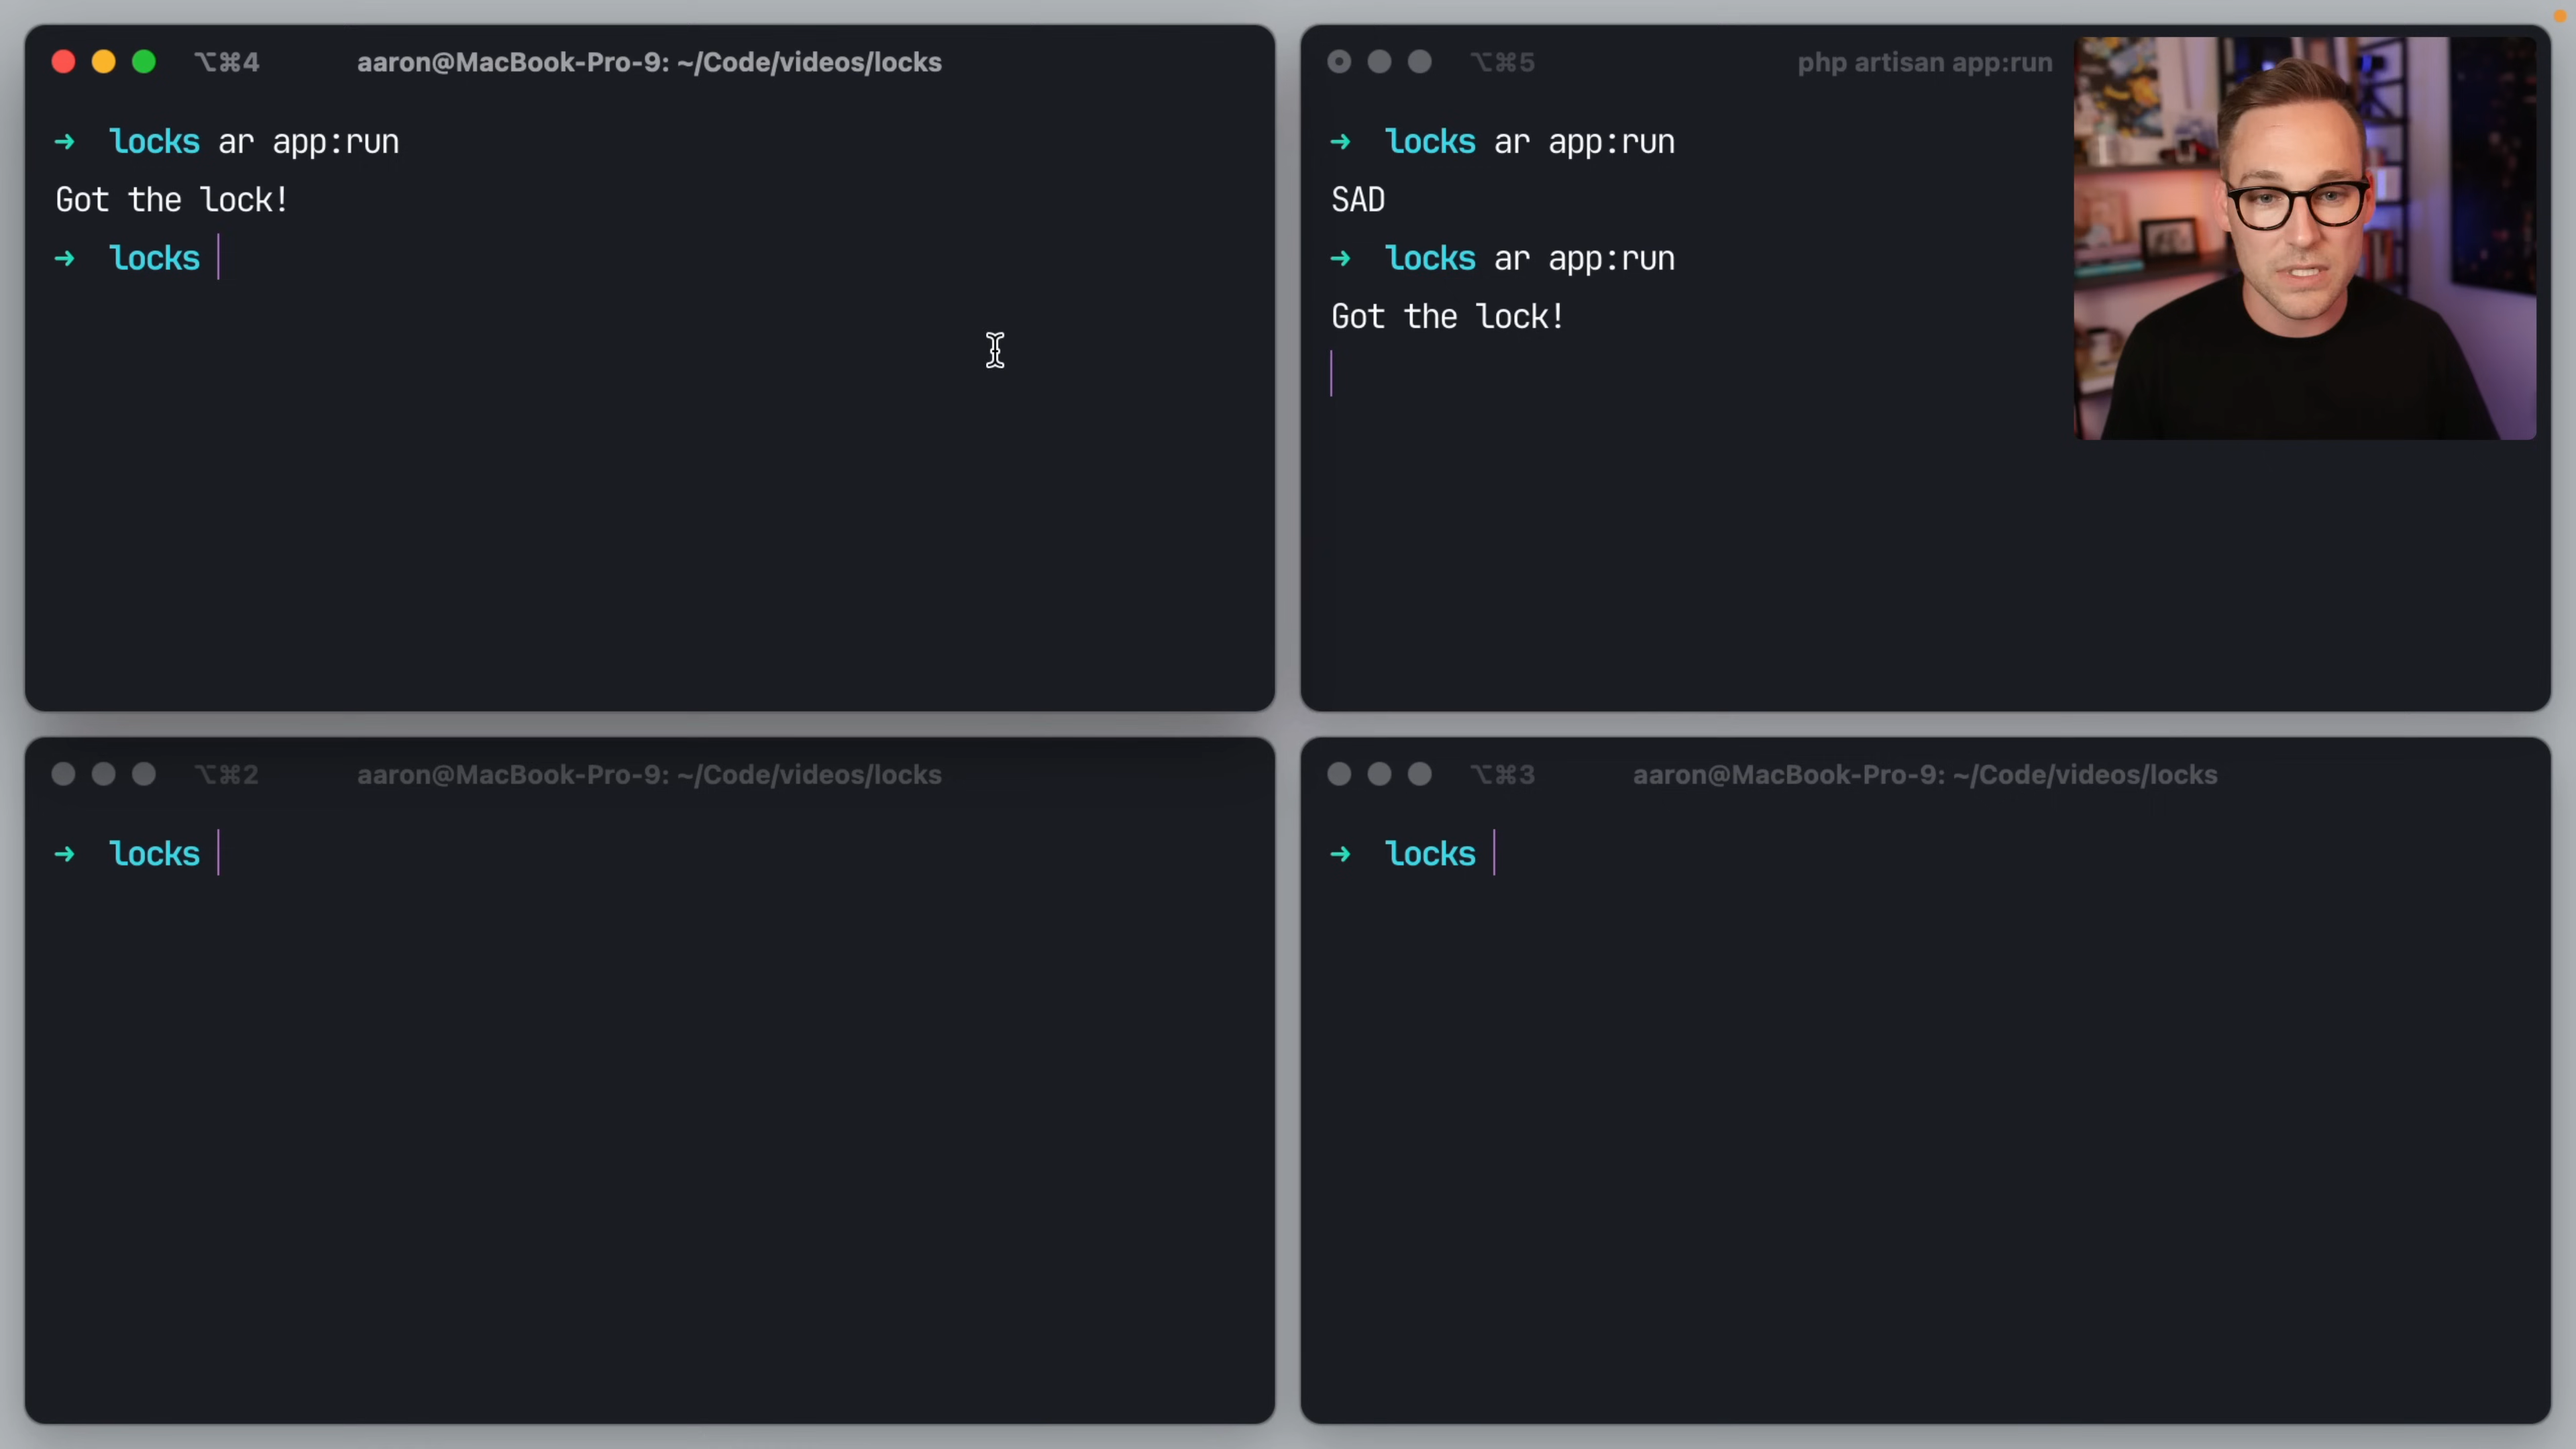 ⌥⌘4 aaron@MacBook-Pro-9: ~/Code/videos/locks
→ locks ar app:run
Got the lock!
→ locks
⌥⌘5 php artisan app:run
→ locks ar app:run
SAD
→ locks ar app:run
Got the lock!
⌥⌘2 aaron@MacBook-Pro-9: ~/Code/videos/locks
→ locks
⌥⌘3 aaron@MacBook-Pro-9: ~/Code/videos/locks
→ locks